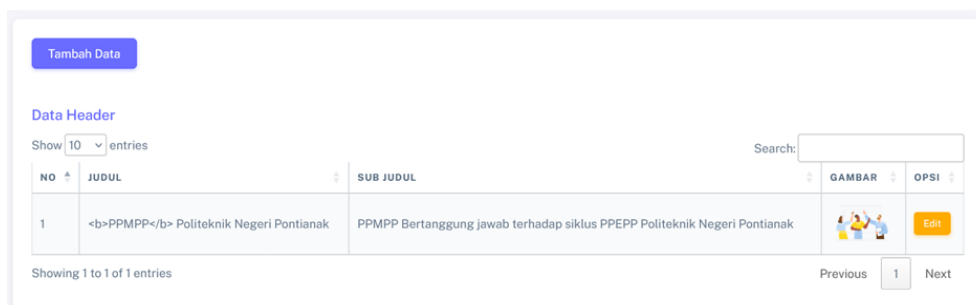 Tambah Data
Data Header
Show 10 entries
Search:
NO JUDUL SUB JUDUL GAMBAR OPSI
1 <b>PPMPP</b> Politeknik Negeri Pontianak PPMPP Bertanggung jawab terhadap siklus PPEPP Politeknik Negeri Pontianak Edit
Showing 1 to 1 of 1 entries
Previous 1 Next